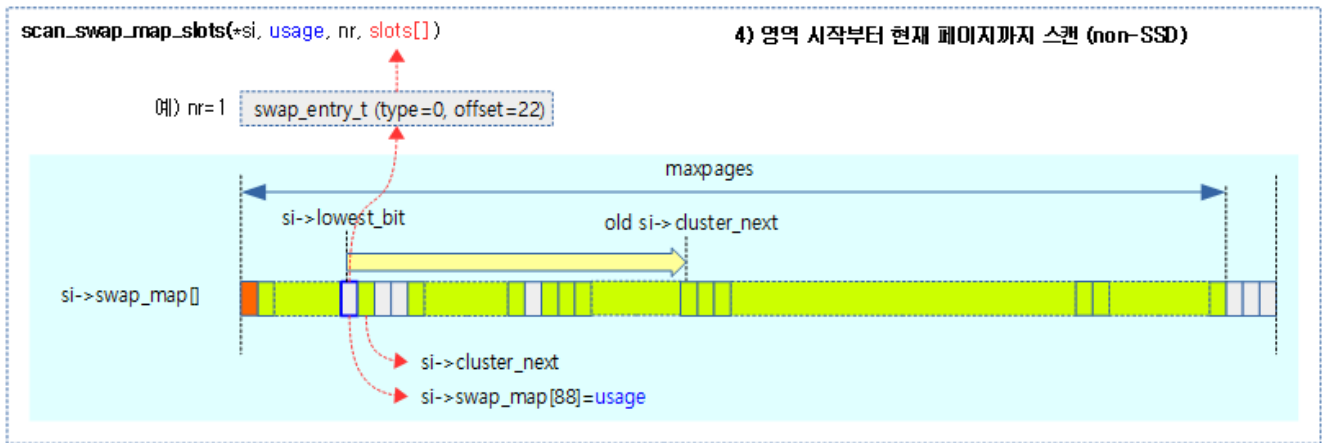 scan_swap_map_slots(*si, usage, nr, slots[])
4) 영역 시작부터 현재 페이지까지 스캔 (non-SSD)
예) nr=1
swap_entry_t (type=0, offset=22)
maxpages
si->lowest_bit
old si->cluster_next
si->swap_map[]
si->cluster_next
si->swap_map[88]=usage